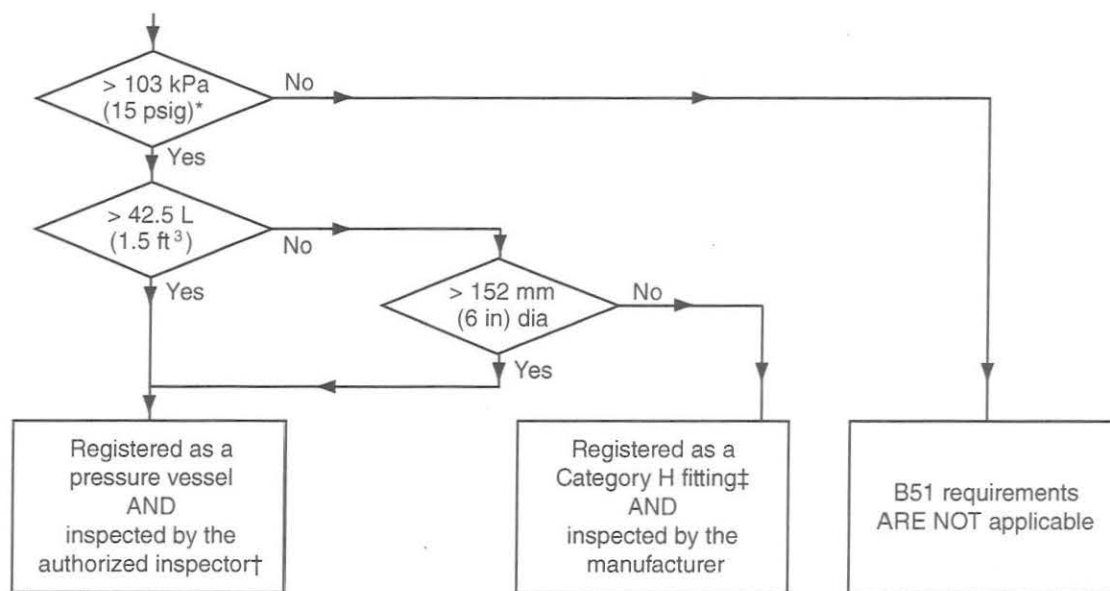 > 103 kPa
(15 psig)*
No
Yes
> 42.5 L
(1.5 ft³)
No
Yes
> 152 mm
(6 in) dia
No
Yes
Registered as a
pressure vessel
AND
inspected by the
authorized inspector†
Registered as a
Category H fitting‡
AND
inspected by the
manufacturer
B51 requirements
ARE NOT applicable